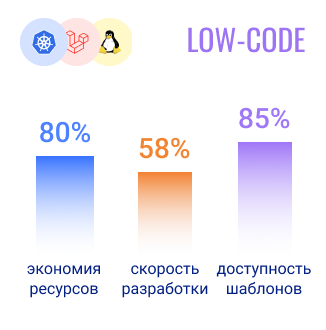 LOW-CODE
80%
58%
85%
экономия
ресурсов
скорость
разработки
доступность
шаблонов